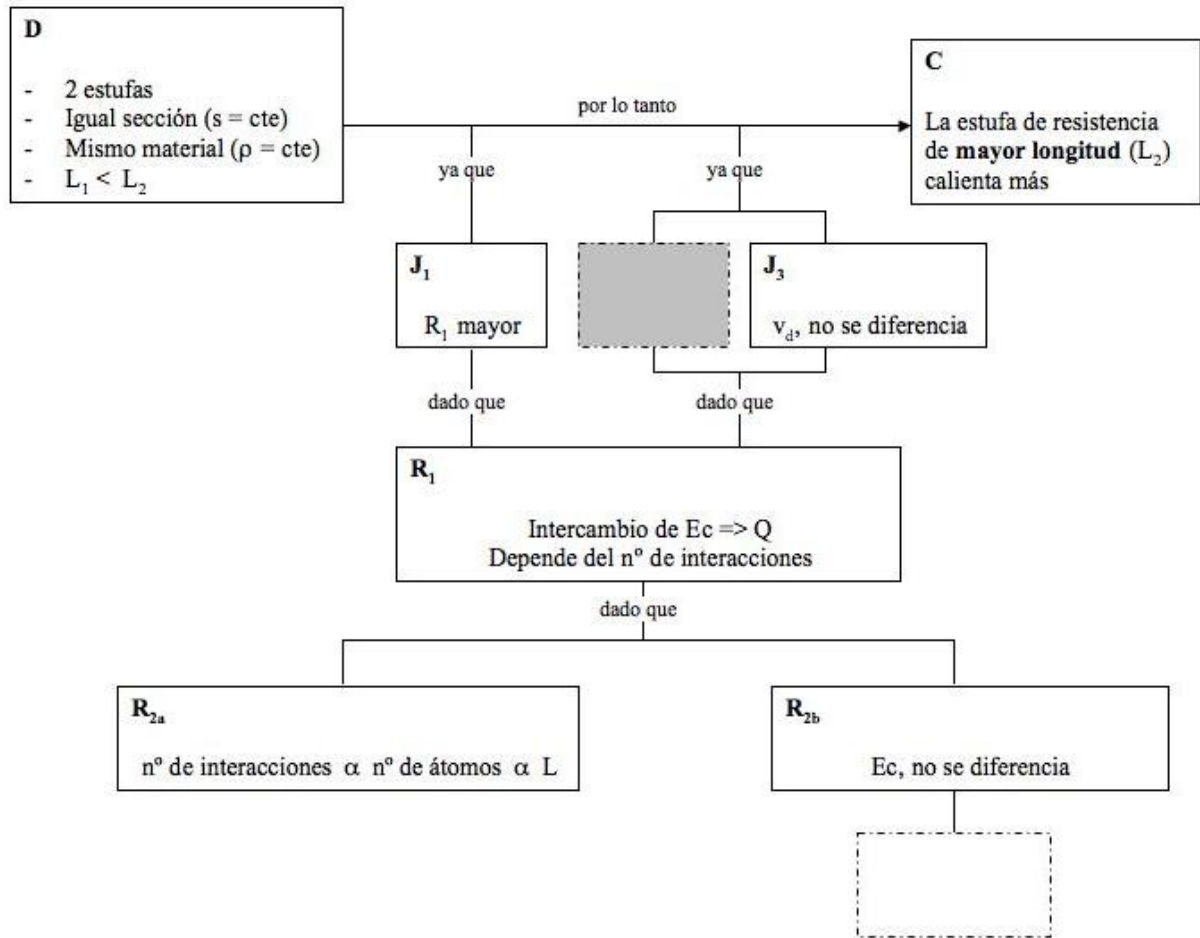 D
- 2 estufas
- Igual sección (s = cte)
- Mismo material (ρ = cte)
- L₁ < L₂
por lo tanto
C
La estufa de resistencia
de mayor longitud (L₂)
calienta más
ya que
ya que
J₁
R₁ mayor
J₃
v_d, no se diferencia
dado que
dado que
R₁
Intercambio de Ec => Q
Depende del nº de interacciones
dado que
R₂ₐ
nº de interacciones α nº de átomos α L
R_2b
Ec, no se diferencia